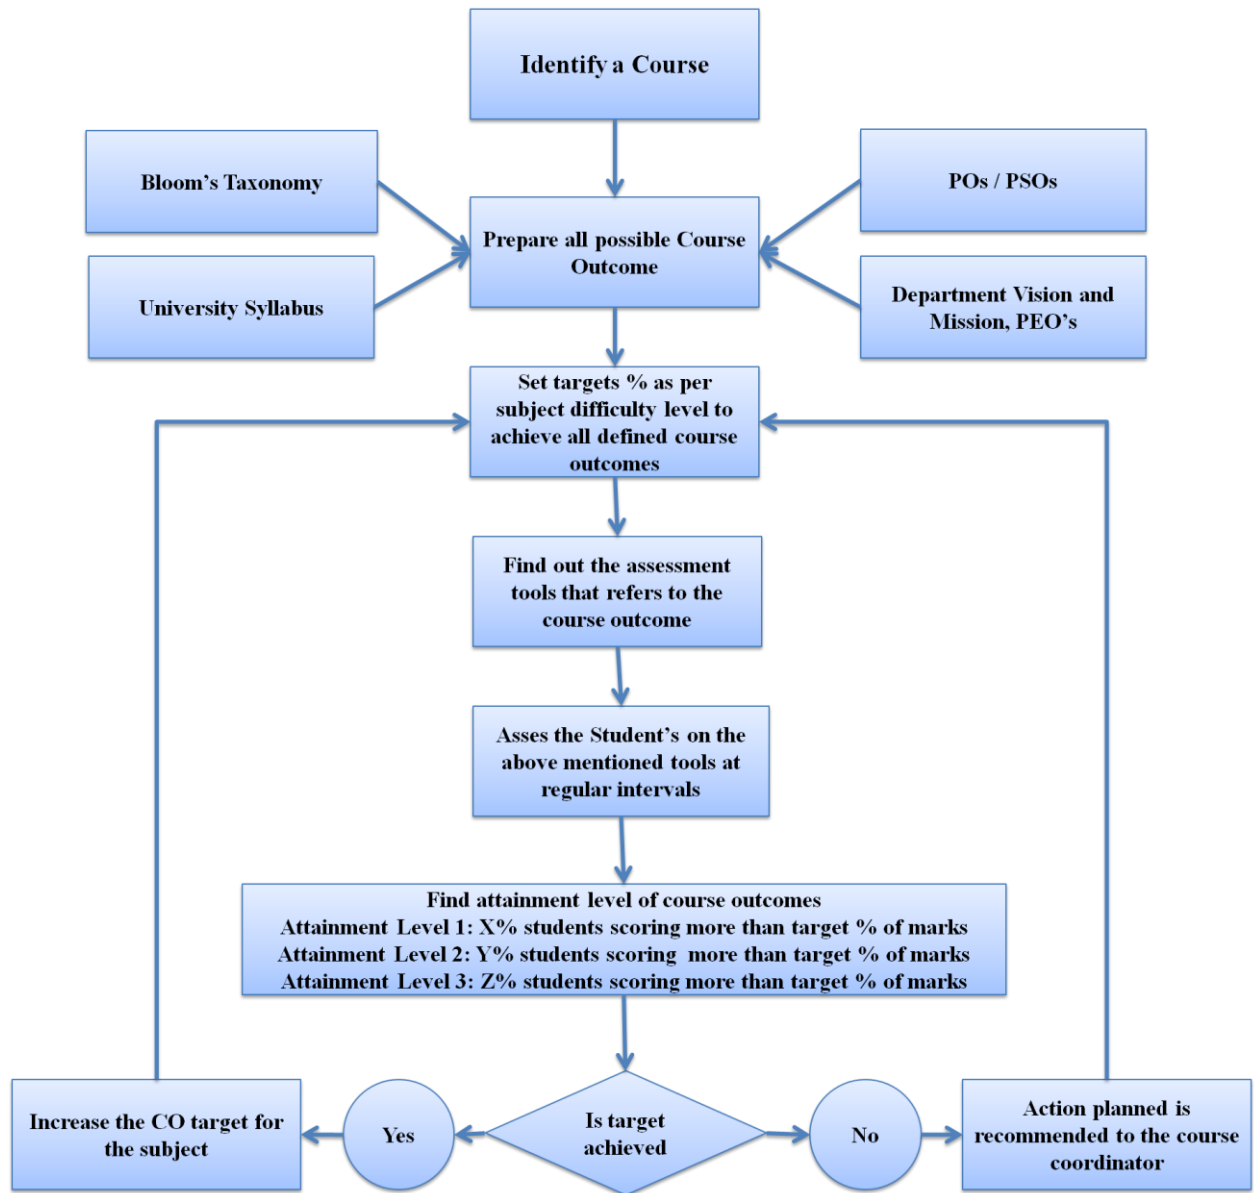 Identify a Course
Bloom's Taxonomy
POs / PSOs
Prepare all possible Course
Outcome
University Syllabus
Department Vision and
Mission, PEO's
Set targets % as per
subject difficulty level to
achieve all defined course
outcomes
Find out the assessment
tools that refers to the
course outcome
Asses the Student's on the
above mentioned tools at
regular intervals
Find attainment level of course outcomes
Attainment Level 1: X% students scoring more than target % of marks
Attainment Level 2: Y% students scoring  more than target % of marks
Attainment Level 3: Z% students scoring more than target % of marks
Increase the CO target for
the subject
Yes
Is target
achieved
No
Action planned is
recommended to the course
coordinator